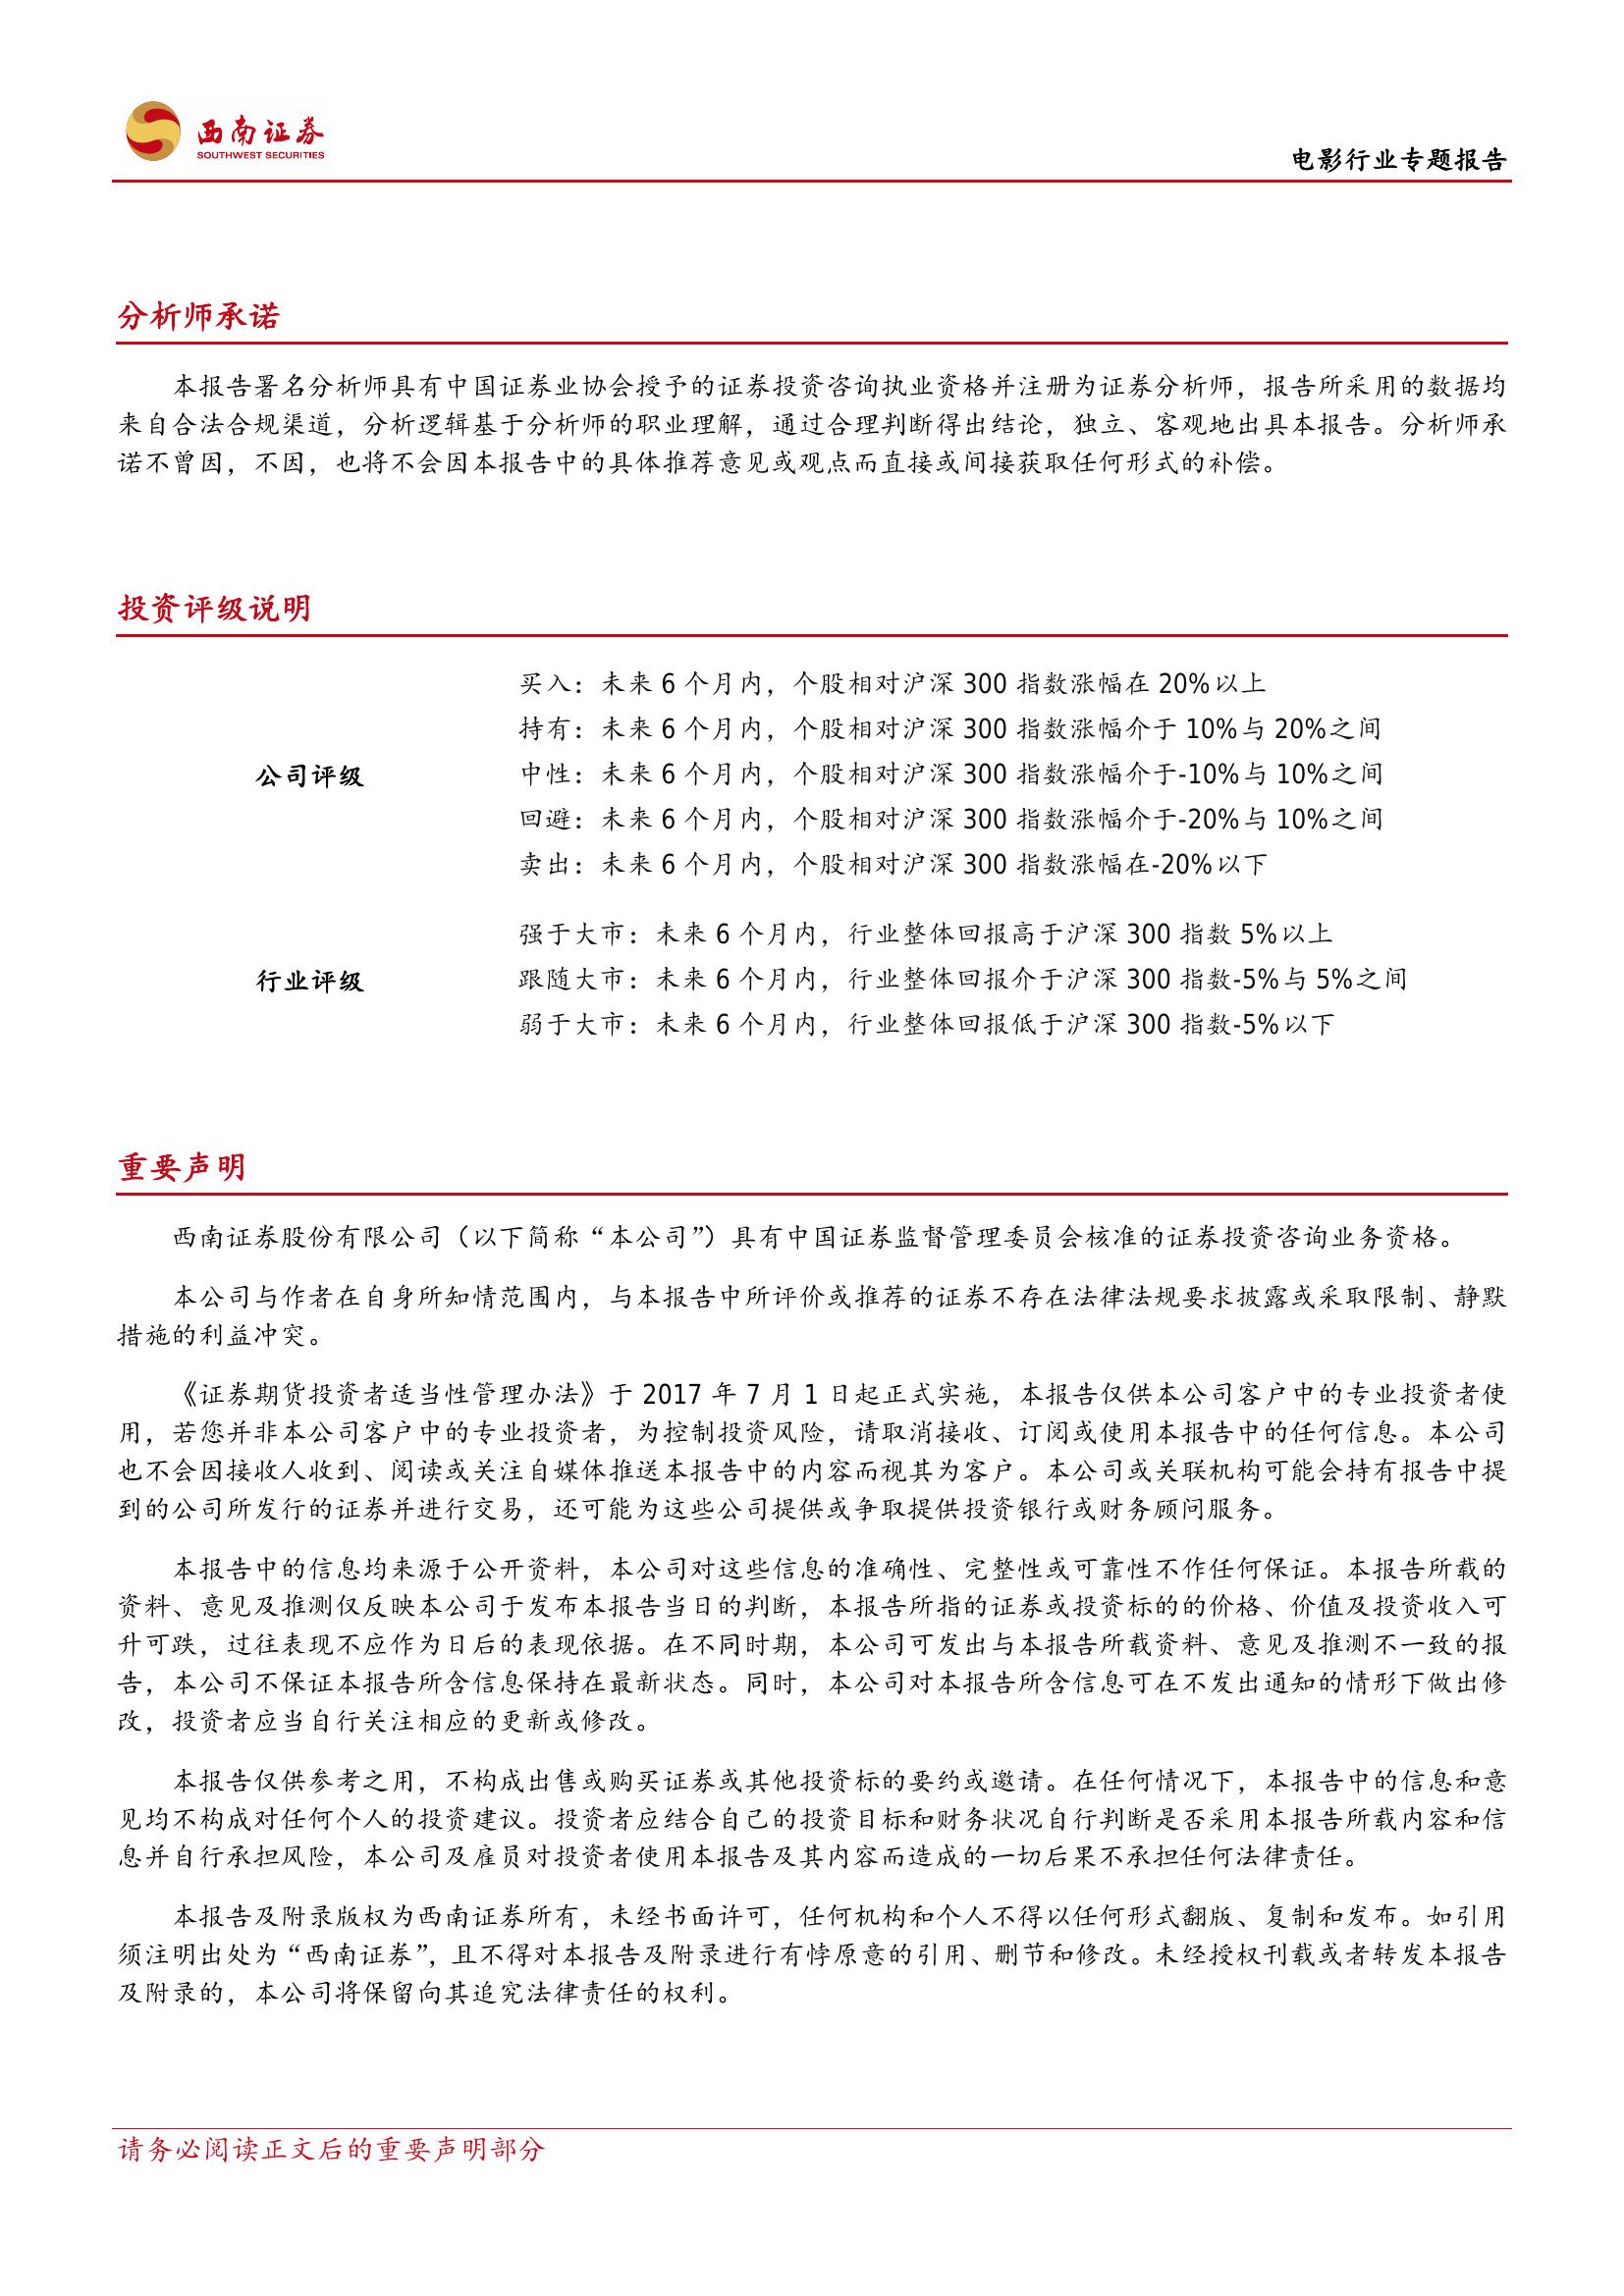 西南证券
SOUTHWEST SECURITIES
电影行业专题报告
分析师承诺
本报告署名分析师具有中国证券业协会授予的证券投资咨询执业资格并注册为证券分析师，报告所采用的数据均
来自合法合规渠道，分析逻辑基于分析师的职业理解，通过合理判断得出结论，独立、客观地出具本报告。分析师承
诺不曾因，不因，也将不会因本报告中的具体推荐意见或观点而直接或间接获取任何形式的补偿。
投资评级说明
公司评级
买入：未来 6 个月内，个股相对沪深 300 指数涨幅在 20%以上
持有：未来 6 个月内，个股相对沪深 300 指数涨幅介于 10%与 20%之间
中性：未来 6 个月内，个股相对沪深 300 指数涨幅介于-10%与 10%之间
回避：未来 6 个月内，个股相对沪深 300 指数涨幅介于-20%与 10%之间
卖出：未来 6 个月内，个股相对沪深 300 指数涨幅在-20%以下
行业评级
强于大市：未来 6 个月内，行业整体回报高于沪深 300 指数 5%以上
跟随大市：未来 6 个月内，行业整体回报介于沪深 300 指数-5%与 5%之间
弱于大市：未来 6 个月内，行业整体回报低于沪深 300 指数-5%以下
重要声明
西南证券股份有限公司（以下简称“本公司”）具有中国证券监督管理委员会核准的证券投资咨询业务资格。
本公司与作者在自身所知情范围内，与本报告中所评价或推荐的证券不存在法律法规要求披露或采取限制、静默
措施的利益冲突。
《证券期货投资者适当性管理办法》于 2017 年 7 月 1 日起正式实施，本报告仅供本公司客户中的专业投资者使
用，若您并非本公司客户中的专业投资者，为控制投资风险，请取消接收、订阅或使用本报告中的任何信息。本公司
也不会因接收人收到、阅读或关注自媒体推送本报告中的内容而视其为客户。本公司或关联机构可能会持有报告中提
到的公司所发行的证券并进行交易，还可能为这些公司提供或争取提供投资银行或财务顾问服务。
本报告中的信息均来源于公开资料，本公司对这些信息的准确性、完整性或可靠性不作任何保证。本报告所载的
资料、意见及推测仅反映本公司于发布本报告当日的判断，本报告所指的证券或投资标的的价格、价值及投资收入可
升可跌，过往表现不应作为日后的表现依据。在不同时期，本公司可发出与本报告所载资料、意见及推测不一致的报
告，本公司不保证本报告所含信息保持在最新状态。同时，本公司对本报告所含信息可在不发出通知的情形下做出修
改，投资者应当自行关注相应的更新或修改。
本报告仅供参考之用，不构成出售或购买证券或其他投资标的要约或邀请。在任何情况下，本报告中的信息和意
见均不构成对任何个人的投资建议。投资者应结合自己的投资目标和财务状况自行判断是否采用本报告所载内容和信
息并自行承担风险，本公司及雇员对投资者使用本报告及其内容而造成的一切后果不承担任何法律责任。
本报告及附录版权为西南证券所有，未经书面许可，任何机构和个人不得以任何形式翻版、复制和发布。如引用
须注明出处为“西南证券”，且不得对本报告及附录进行有悖原意的引用、删节和修改。未经授权刊载或者转发本报告
及附录的，本公司将保留向其追究法律责任的权利。
请务必阅读正文后的重要声明部分